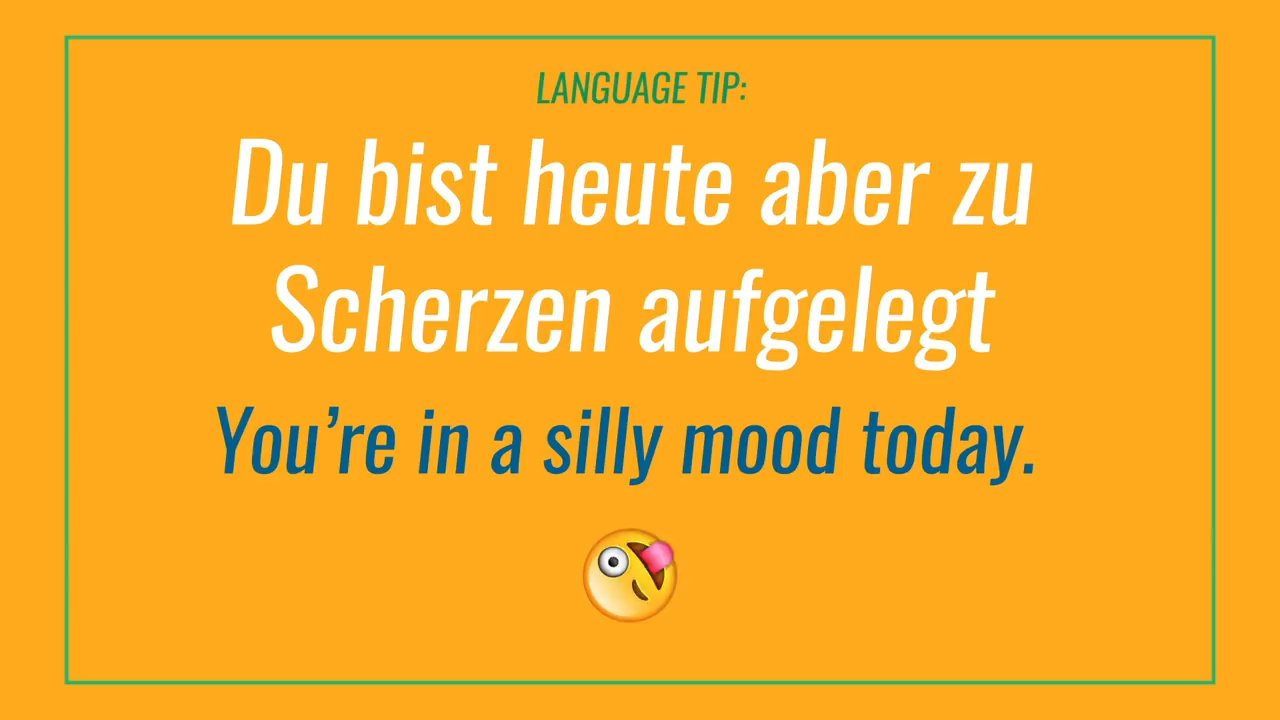 LANGUAGE TIP:
Du bist heute aber zu
Scherzen aufgelegt
You’re in a silly mood today.